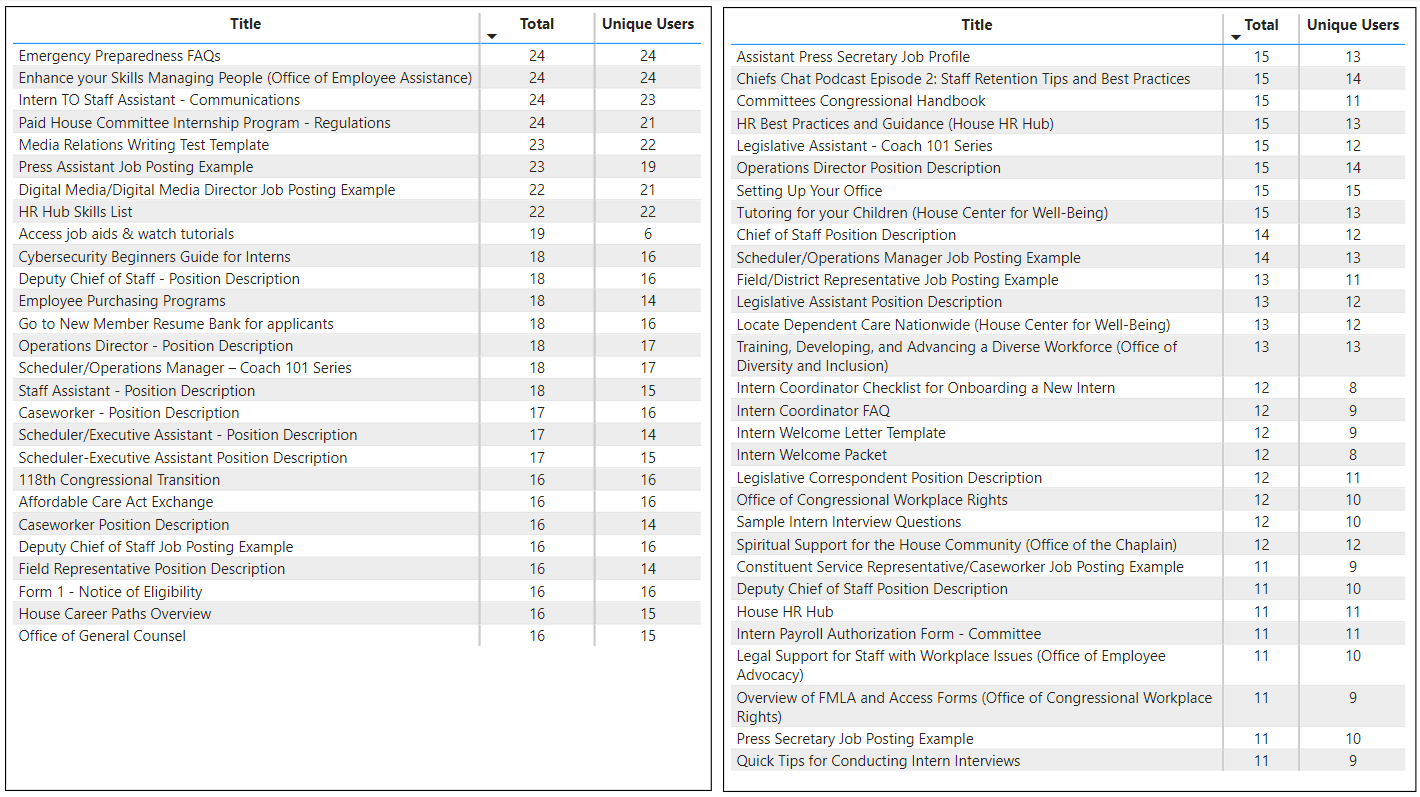 Title Total Unique Users
Emergency Preparedness FAQs 24 24
Enhance your Skills Managing People (Office of Employee Assistance) 24 24
Intern TO Staff Assistant - Communications 24 23
Paid House Committee Internship Program - Regulations 24 21
Media Relations Writing Test Template 23 22
Press Assistant Job Posting Example 23 19
Digital Media/Digital Media Director Job Posting Example 22 21
HR Hub Skills List 22 22
Access job aids & watch tutorials 19 6
Cybersecurity Beginners Guide for Interns 18 16
Deputy Chief of Staff - Position Description 18 16
Employee Purchasing Programs 18 14
Go to New Member Resume Bank for applicants 18 16
Operations Director - Position Description 18 17
Scheduler/Operations Manager – Coach 101 Series 18 17
Staff Assistant - Position Description 18 15
Caseworker - Position Description 17 16
Scheduler/Executive Assistant - Position Description 17 14
Scheduler-Executive Assistant Position Description 17 15
118th Congressional Transition 16 16
Affordable Care Act Exchange 16 16
Caseworker Position Description 16 14
Deputy Chief of Staff Job Posting Example 16 16
Field Representative Position Description 16 14
Form 1 - Notice of Eligibility 16 16
House Career Paths Overview 16 15
Office of General Counsel 16 15
Title Total Unique Users
Assistant Press Secretary Job Profile 15 13
Chiefs Chat Podcast Episode 2: Staff Retention Tips and Best Practices 15 14
Committees Congressional Handbook 15 11
HR Best Practices and Guidance (House HR Hub) 15 13
Legislative Assistant - Coach 101 Series 15 12
Operations Director Position Description 15 14
Setting Up Your Office 15 15
Tutoring for your Children (House Center for Well-Being) 15 13
Chief of Staff Position Description 14 12
Scheduler/Operations Manager Job Posting Example 14 13
Field/District Representative Job Posting Example 13 11
Legislative Assistant Position Description 13 12
Locate Dependent Care Nationwide (House Center for Well-Being) 13 12
Training, Developing, and Advancing a Diverse Workforce (Office of 13 13
Diversity and Inclusion)
Intern Coordinator Checklist for Onboarding a New Intern 12 8
Intern Coordinator FAQ 12 9
Intern Welcome Letter Template 12 9
Intern Welcome Packet 12 8
Legislative Correspondent Position Description 12 11
Office of Congressional Workplace Rights 12 10
Sample Intern Interview Questions 12 10
Spiritual Support for the House Community (Office of the Chaplain) 12 12
Constituent Service Representative/Caseworker Job Posting Example 11 9
Deputy Chief of Staff Position Description 11 10
House HR Hub 11 11
Intern Payroll Authorization Form - Committee 11 11
Legal Support for Staff with Workplace Issues (Office of Employee 11 10
Advocacy)
Overview of FMLA and Access Forms (Office of Congressional Workplace 11 9
Rights)
Press Secretary Job Posting Example 11 10
Quick Tips for Conducting Intern Interviews 11 9